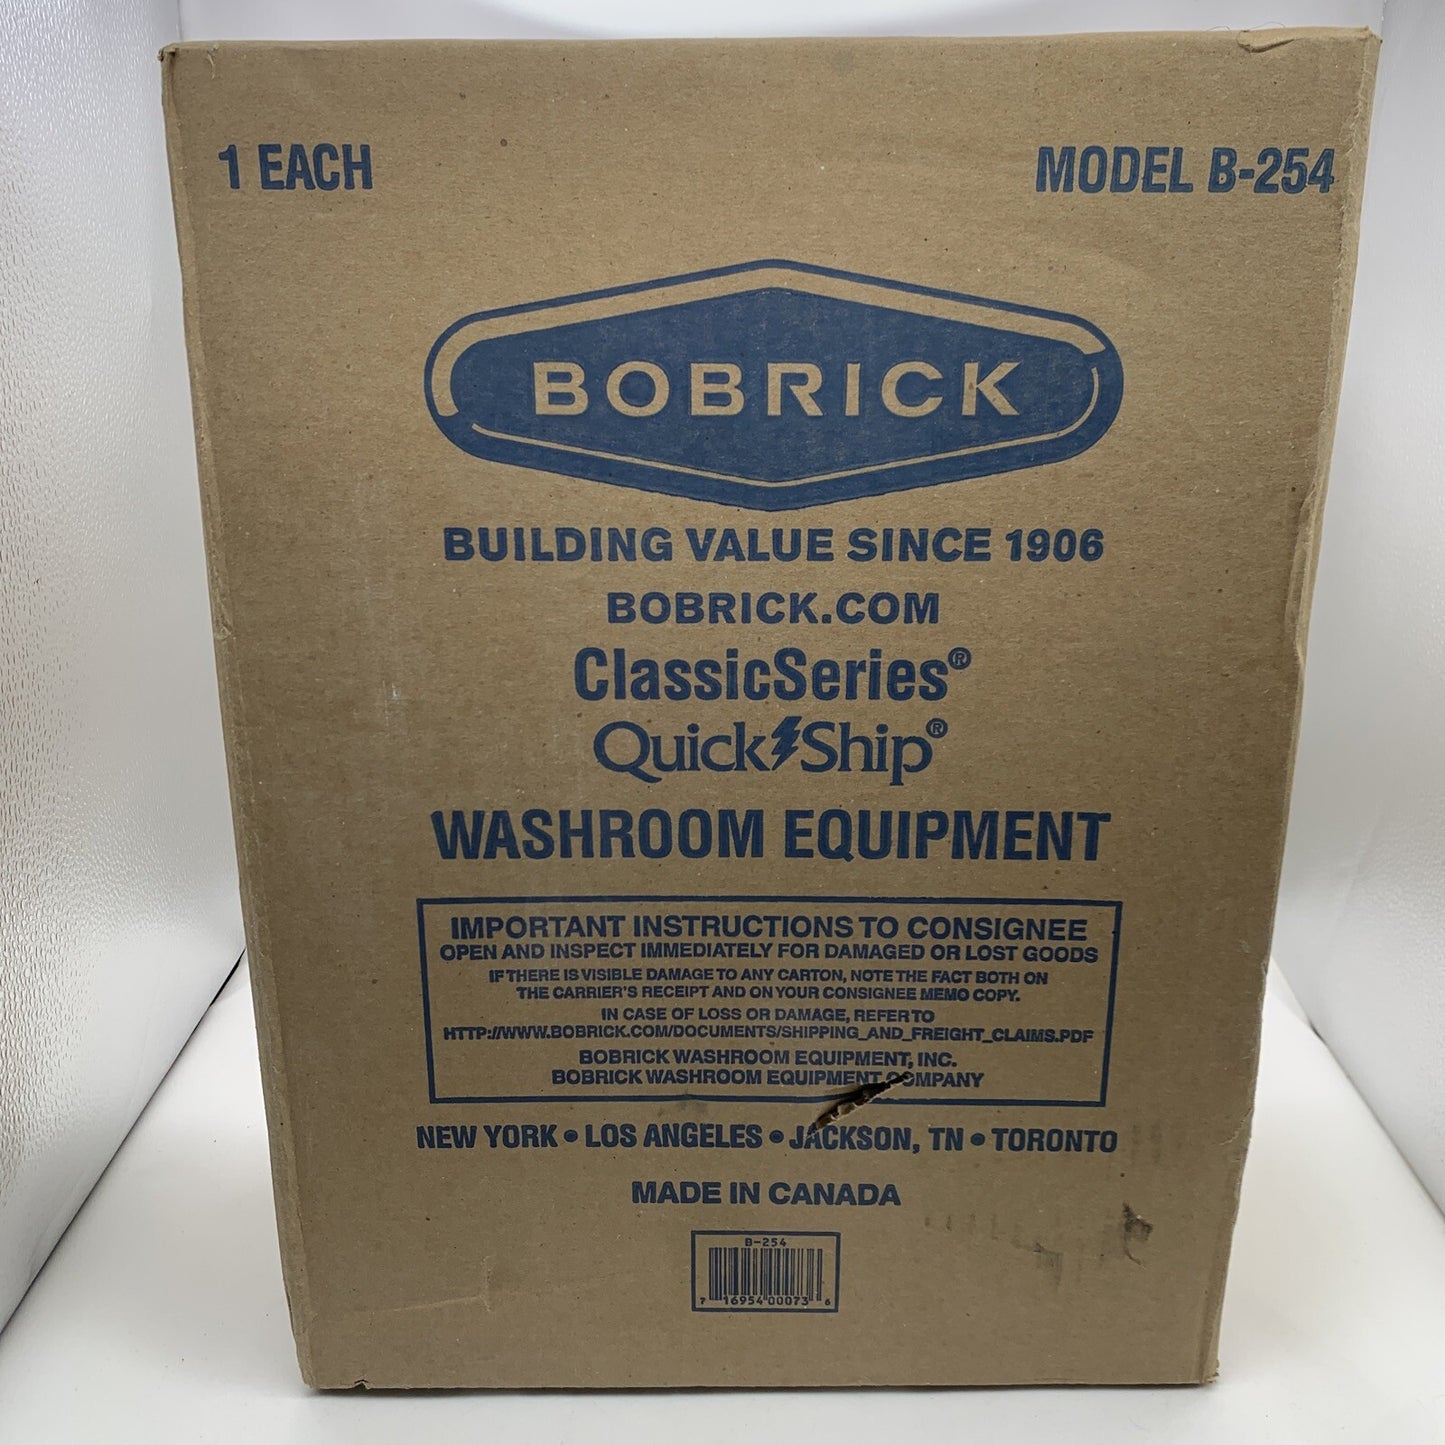 1 EACH
MODEL B-254
BOBRICK
BUILDING VALUE SINCE 1906
BOBRICK.COM
ClassicSeries®
Quick Ship®
WASHROOM EQUIPMENT
IMPORTANT INSTRUCTIONS TO CONSIGNEE
OPEN AND INSPECT IMMEDIATELY FOR DAMAGED OR LOST GOODS
IF THERE IS VISIBLE DAMAGE TO ANY CARTON, NOTE THE FACT BOTH ON
THE CARRIER'S RECEIPT AND ON YOUR CONSIGNEE MEMO COPY.
IN CASE OF LOSS OR DAMAGE, REFER TO
HTTP://WWW.BOBRICK.COM/DOCUMENTS/SHIPPING_AND_FREIGHT_CLAIMS.PDF
BOBRICK WASHROOM EQUIPMENT, INC.
BOBRICK WASHROOM EQUIPMENT COMPANY
NEW YORK • LOS ANGELES • JACKSON, TN • TORONTO
MADE IN CANADA
B-254
7 16954 00073 6